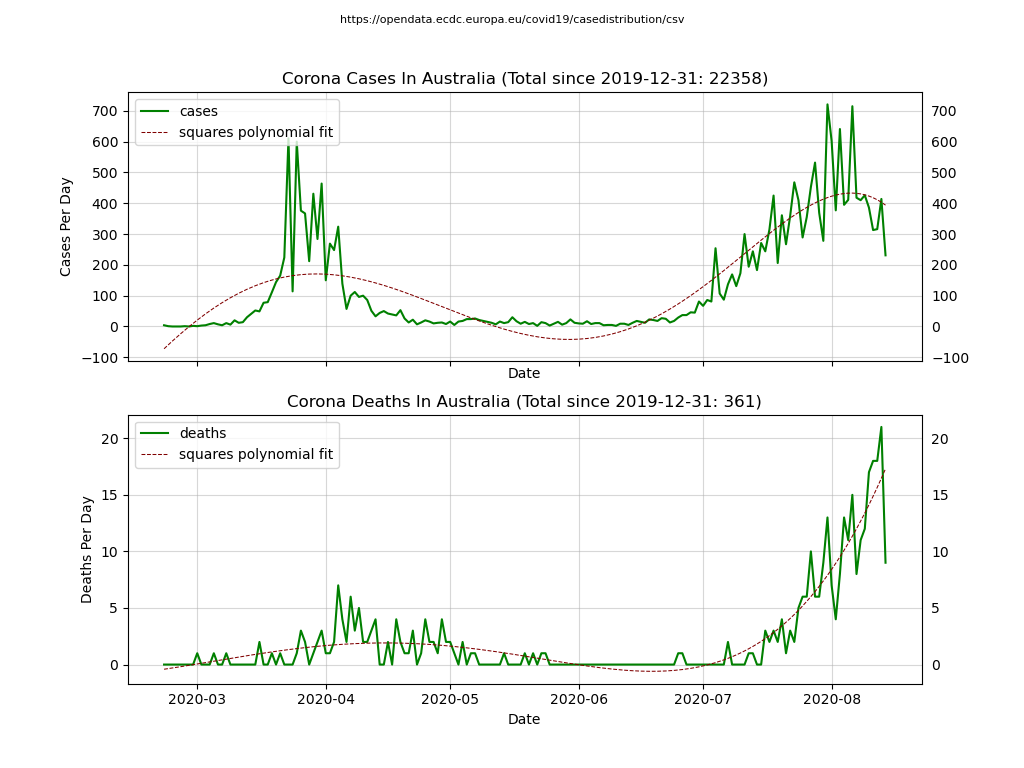 https://opendata.ecdc.europa.eu/covid19/casedistribution/csv
Corona Cases In Australia (Total since 2019-12-31: 22358)
cases
squares polynomial fit
Cases Per Day
700 700
600 600
500 500
400 400
300 300
200 200
100 100
0 0
−100 −100
Date
Corona Deaths In Australia (Total since 2019-12-31: 361)
deaths
squares polynomial fit
Deaths Per Day
20 20
15 15
10 10
5 5
0 0
2020-03 2020-04 2020-05 2020-06 2020-07 2020-08
Date